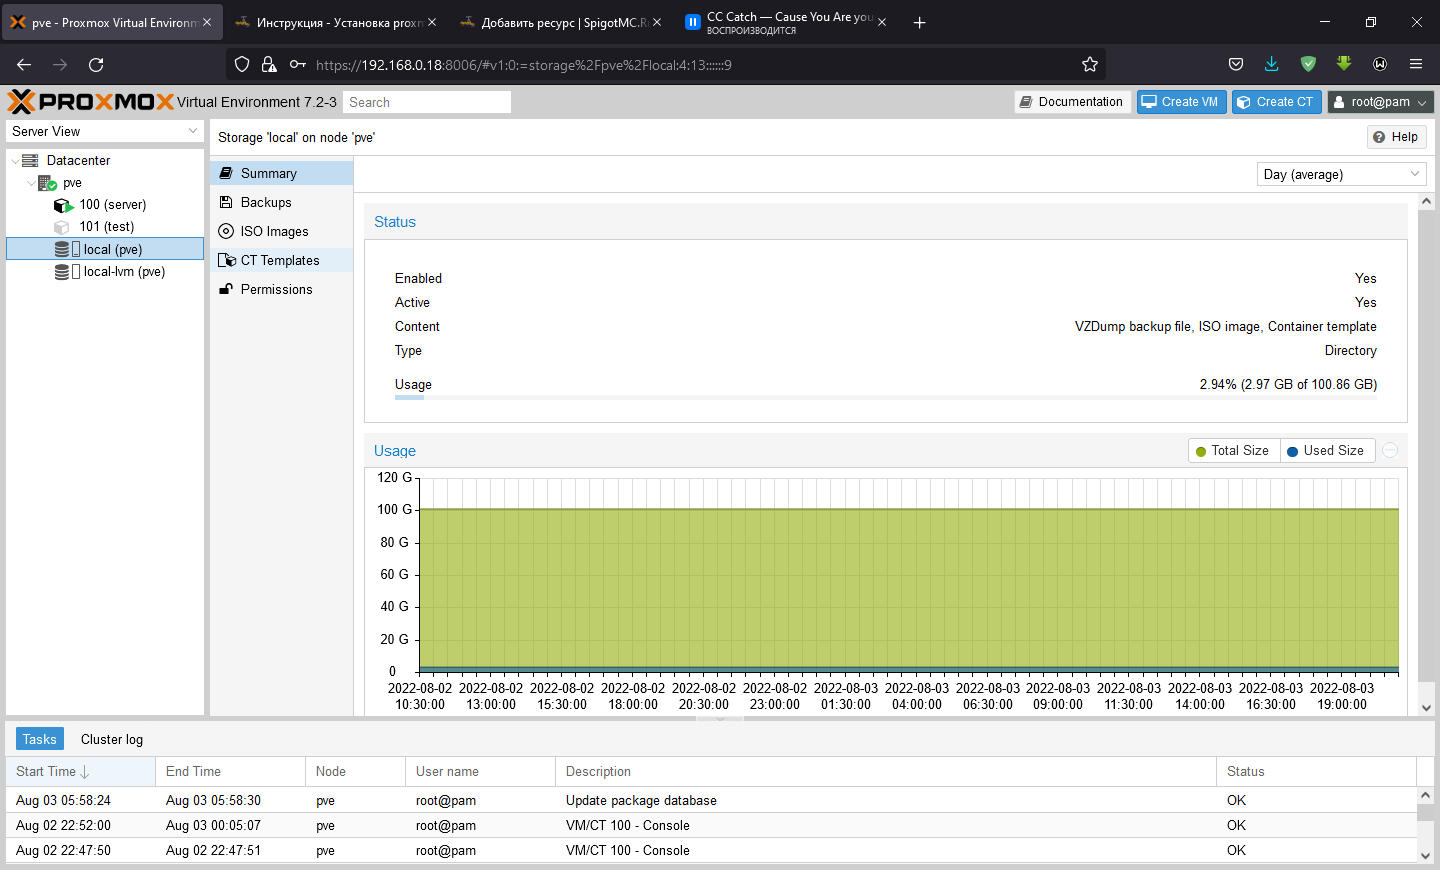 pve - Proxmox Virtual Environm
Инструкция - Установка prox
Добавить ресурс | SpigotMC.R
CC Catch — Cause You Are you
ВОСПРОИЗВОДИТСЯ
https://192.168.0.18:8006/#v1:0:=storage%2Fpve%2Flocal:4:13::::::9
PROXMOX Virtual Environment 7.2-3
Search
Documentation
Create VM
Create CT
root@pam
Server View
Datacenter
pve
100 (server)
101 (test)
local (pve)
local-lvm (pve)
Storage 'local' on node 'pve'
Help
Summary
Backups
ISO Images
CT Templates
Permissions
Day (average)
Status
Enabled Yes
Active Yes
Content VZDump backup file, ISO image, Container template
Type Directory
Usage 2.94% (2.97 GB of 100.86 GB)
Usage
Total Size
Used Size
120 G
100 G
80 G
60 G
40 G
20 G
0
2022-08-02 2022-08-02 2022-08-02 2022-08-02 2022-08-02 2022-08-02 2022-08-03 2022-08-03 2022-08-03 2022-08-03 2022-08-03 2022-08-03 2022-08-03 2022-08-03
10:30:00 13:00:00 15:30:00 18:00:00 20:30:00 23:00:00 01:30:00 04:00:00 06:30:00 09:00:00 11:30:00 14:00:00 16:30:00 19:00:00
Tasks Cluster log
Start Time End Time Node User name Description Status
Aug 03 05:58:24 Aug 03 05:58:30 pve root@pam Update package database OK
Aug 02 22:52:00 Aug 03 00:05:07 pve root@pam VM/CT 100 - Console OK
Aug 02 22:47:50 Aug 02 22:47:51 pve root@pam VM/CT 100 - Console OK